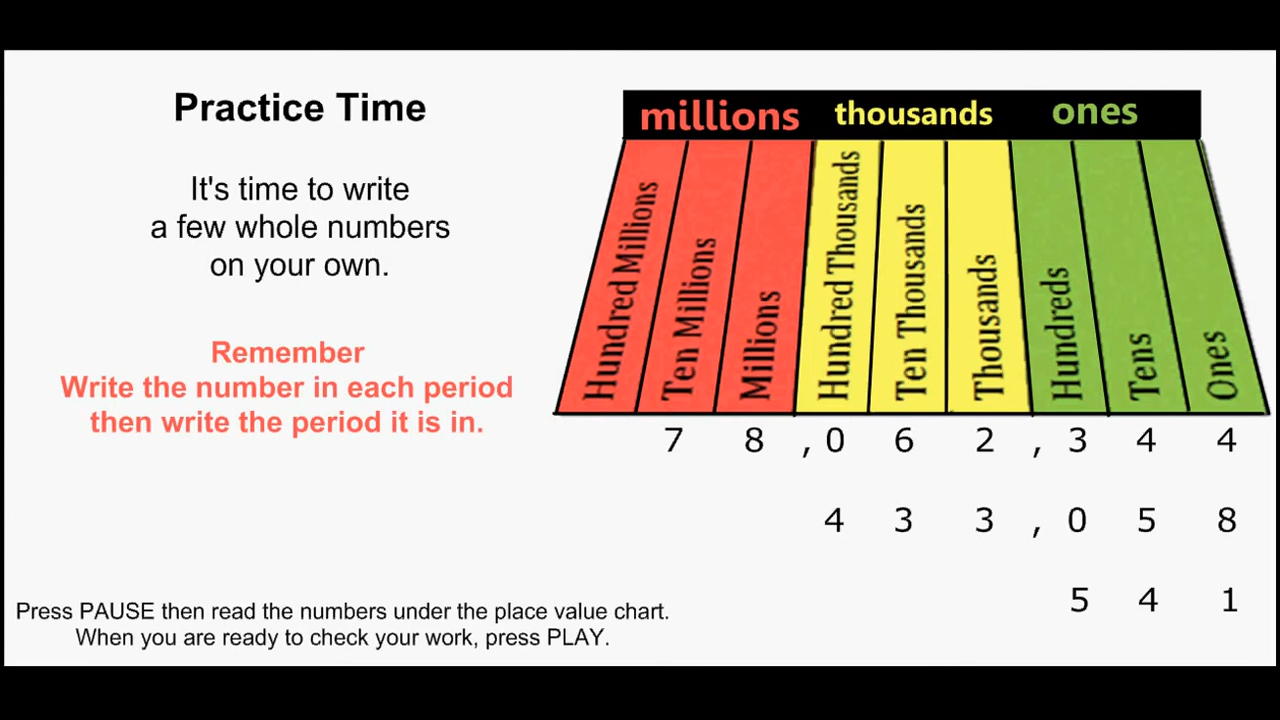 Practice Time
It's time to write
a few whole numbers
on your own.
Remember
Write the number in each period
then write the period it is in.
Press PAUSE then read the numbers under the place value chart.
When you are ready to check your work, press PLAY.
millions thousands ones
Hundred Millions
Ten Millions
Millions
Hundred Thousands
Ten Thousands
Thousands
Hundreds
Tens
Ones
7 8 , 0 6 2 , 3 4 4
4 3 3 , 0 5 8
5 4 1